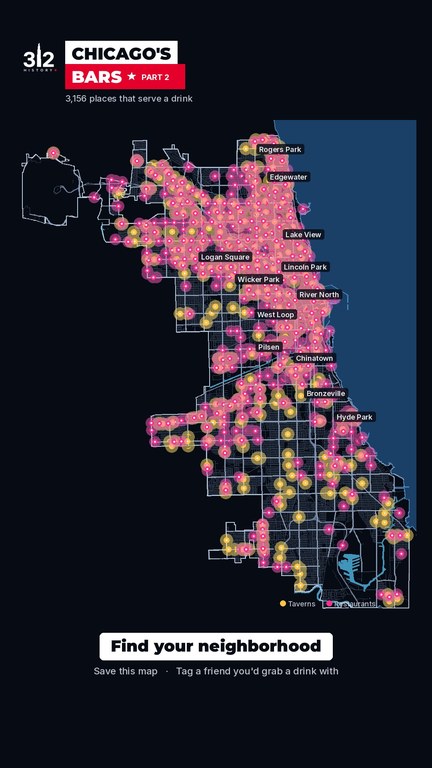 312
HISTORY
CHICAGO'S
BARS ★ PART 2
3,156 places that serve a drink
Rogers Park
Edgewater
Lake View
Logan Square
Lincoln Park
Wicker Park
River North
West Loop
Pilsen
Chinatown
Bronzeville
Hyde Park
Taverns
Restaurants
Find your neighborhood
Save this map · Tag a friend you'd grab a drink with